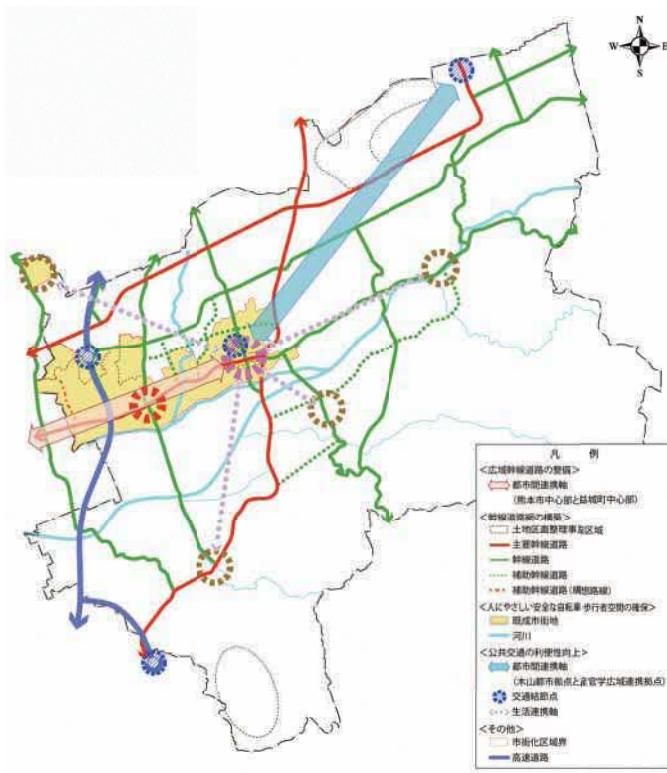 N
W E
S
凡 例
<広域幹線道路の整備>
都市間連携軸
(熊本市中心部と益城町中心部)
<幹線道路網の構築>
土地区画整理事業区域
主要幹線道路
幹線道路
補助幹線道路
補助幹線道路(構想路線)
<人にやさしい安全な自転車・歩行者空間の確保>
既成市街地
河川
<公共交通の利便性向上>
都市間連携軸
(木山都市拠点と産官学広域連携拠点)
交通結節点
生活連携軸
<その他>
市街化区域界
高速道路